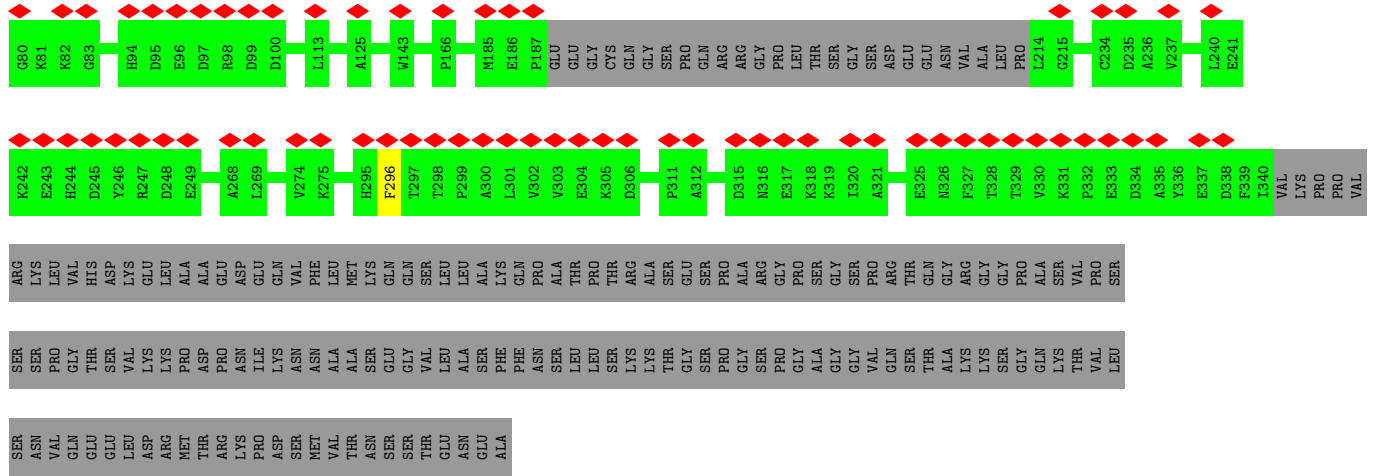 G80 K81 K82 G83 H94 D95 E96 D97 R98 D99 D100 L113 A125 W143 P166 M185 E186 P187 GLU GLU GLY CYS GLN GLY SER PRO GLN ARG ARG GLY PRO LEU THR SER GLY SER ASP GLU GLU ASN VAL ALA LEU PRO L214 G215 C234 D235 A236 V237 L240 E241
K242 E243 H244 D245 Y246 R247 D248 E249 A268 L269 V274 K275 H295 F296 T297 T298 P299 A300 L301 V302 V303 E304 K305 D306 P311 A312 D315 N316 E317 K318 K319 I320 A321 E325 N326 F327 T328 T329 V330 K331 P332 E333 D334 A335 Y336 E337 D338 F339 I340 VAL LYS PRO PRO VAL
ARG LYS LEU VAL HIS ASP LYS GLU LEU ALA ALA GLU ASP GLU GLN VAL PHE LEU MET LYS GLN GLN SER LEU LEU ALA LYS GLN PRO ALA THR PRO THR ARG ALA SER GLU SER PRO ALA ARG GLY PRO SER GLY SER PRO ARG THR GLN GLY ARG GLY GLY PRO ALA SER VAL PRO SER
SER SER PRO GLY THR SER VAL LYS LYS PRO ASP PRO ASN ILE LYS ASN ASN ALA ALA SER GLU GLY VAL LEU ALA SER PHE PHE ASN SER LEU LEU SER LYS LYS THR GLY SER PRO GLY SER PRO GLY ALA GLY GLY VAL GLN SER THR ALA LYS LYS SER GLY GLN LYS THR VAL LEU
SER ASN VAL GLN GLU GLU LEU ASP ARG MET THR ARG LYS PRO ASP SER MET VAL THR ASN SER SER THR GLU ASN GLU ALA